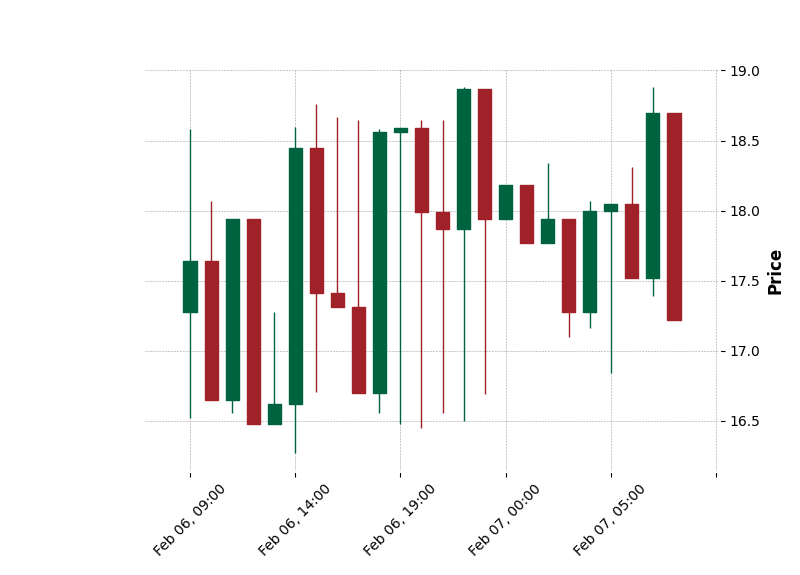 19.0
18.5
18.0
17.5
17.0
16.5
Price
Feb 06, 09:00
Feb 06, 14:00
Feb 06, 19:00
Feb 07, 00:00
Feb 07, 05:00